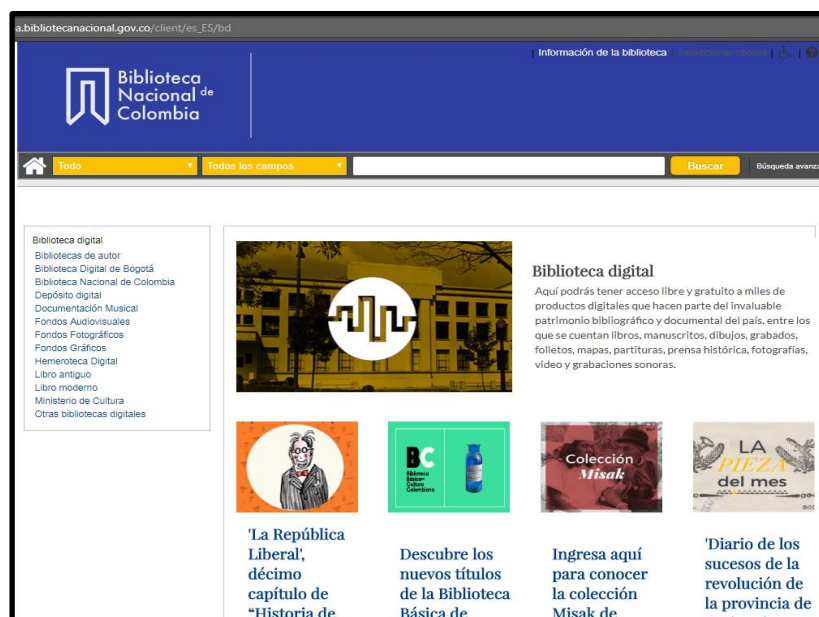 a.bibliotecanacional.gov.co/client/es_ES/bd
Información de la biblioteca | Seleccionar idioma | | ?
Biblioteca
Nacional de
Colombia
Todo
Todos los campos
Buscar
Búsqueda avanza
Biblioteca digital
Bibliotecas de autor
Biblioteca Digital de Bogotá
Biblioteca Nacional de Colombia
Depósito digital
Documentación Musical
Fondos Audiovisuales
Fondos Fotográficos
Fondos Gráficos
Hemeroteca Digital
Libro antiguo
Libro moderno
Ministerio de Cultura
Otras bibliotecas digitales
Biblioteca digital
Aquí podrás tener acceso libre y gratuito a miles de
productos digitales que hacen parte del invaluable
patrimonio bibliográfico y documental del país, entre los
que se cuentan libros, manuscritos, dibujos, grabados,
folletos, mapas, partituras, prensa histórica, fotografías,
video y grabaciones sonoras.
'La República
Liberal',
décimo
capítulo de
“Historia de
BC
Biblioteca
Básica de
Cultura
Colombiana
Descubre los
nuevos títulos
de la Biblioteca
Básica de
Colección
Misak
Ingresa aquí
para conocer
la colección
Misak de
LA
PIEZA
del mes
'Diario de los
sucesos de la
revolución de
la provincia de